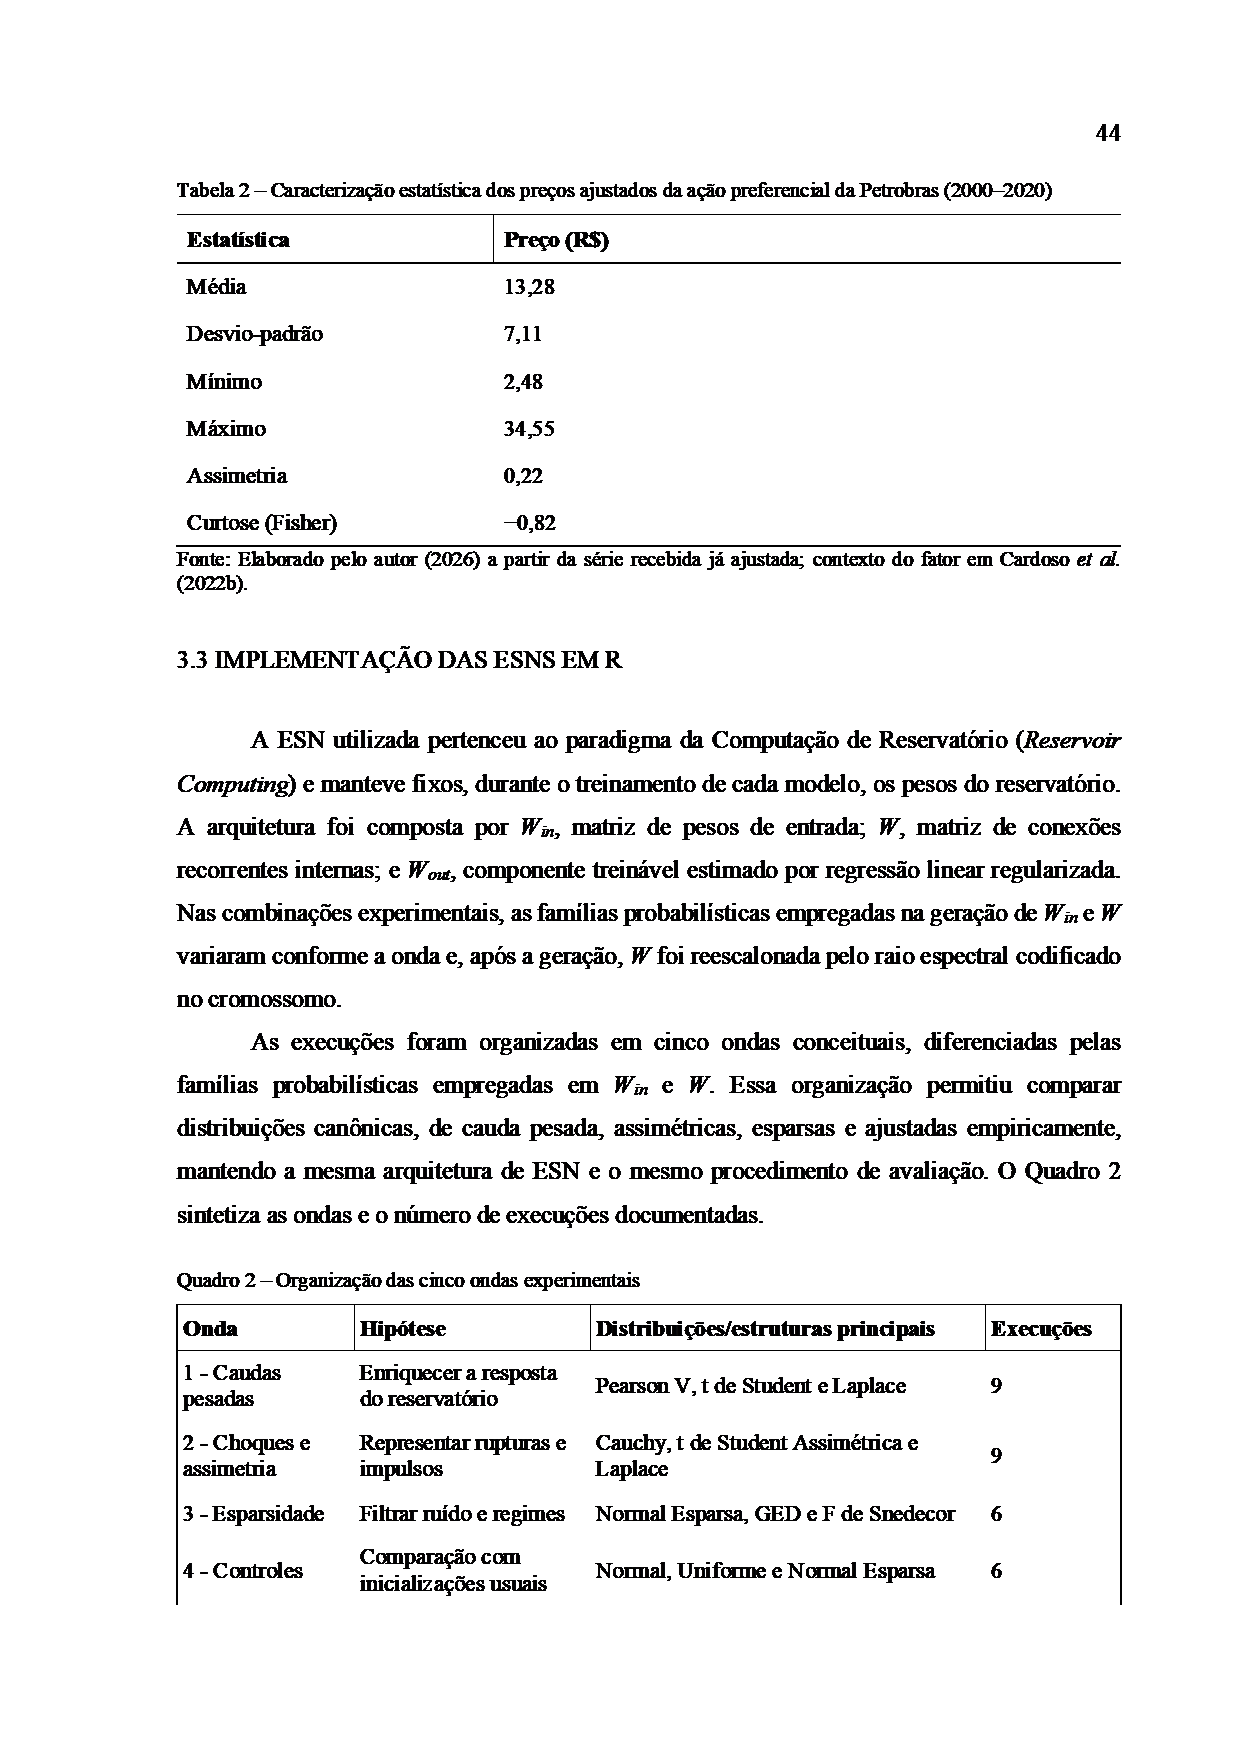 44
Tabela 2 – Caracterização estatística dos preços ajustados da ação preferencial da Petrobras (2000–2020)
Estatística Preço (R$)
Média 13,28
Desvio-padrão 7,11
Mínimo 2,48
Máximo 34,55
Assimetria 0,22
Curtose (Fisher) −0,82
Fonte: Elaborado pelo autor (2026) a partir da série recebida já ajustada; contexto do fator em Cardoso et al.
(2022b).
3.3 IMPLEMENTAÇÃO DAS ESNS EM R
A ESN utilizada pertenceu ao paradigma da Computação de Reservatório (Reservoir
Computing) e manteve fixos, durante o treinamento de cada modelo, os pesos do reservatório.
A arquitetura foi composta por Win, matriz de pesos de entrada; W, matriz de conexões
recorrentes internas; e Wout, componente treinável estimado por regressão linear regularizada.
Nas combinações experimentais, as famílias probabilísticas empregadas na geração de Win e W
variaram conforme a onda e, após a geração, W foi reescalonada pelo raio espectral codificado
no cromossomo.
As execuções foram organizadas em cinco ondas conceituais, diferenciadas pelas
famílias probabilísticas empregadas em Win e W. Essa organização permitiu comparar
distribuições canônicas, de cauda pesada, assimétricas, esparsas e ajustadas empiricamente,
mantendo a mesma arquitetura de ESN e o mesmo procedimento de avaliação. O Quadro 2
sintetiza as ondas e o número de execuções documentadas.
Quadro 2 – Organização das cinco ondas experimentais
Onda Hipótese Distribuições/estruturas principais Execuções
1 - Caudas pesadas Enriquecer a resposta do reservatório Pearson V, t de Student e Laplace 9
2 - Choques e assimetria Representar rupturas e impulsos Cauchy, t de Student Assimétrica e Laplace 9
3 - Esparsidade Filtrar ruído e regimes Normal Esparsa, GED e F de Snedecor 6
4 - Controles Comparação com inicializações usuais Normal, Uniforme e Normal Esparsa 6